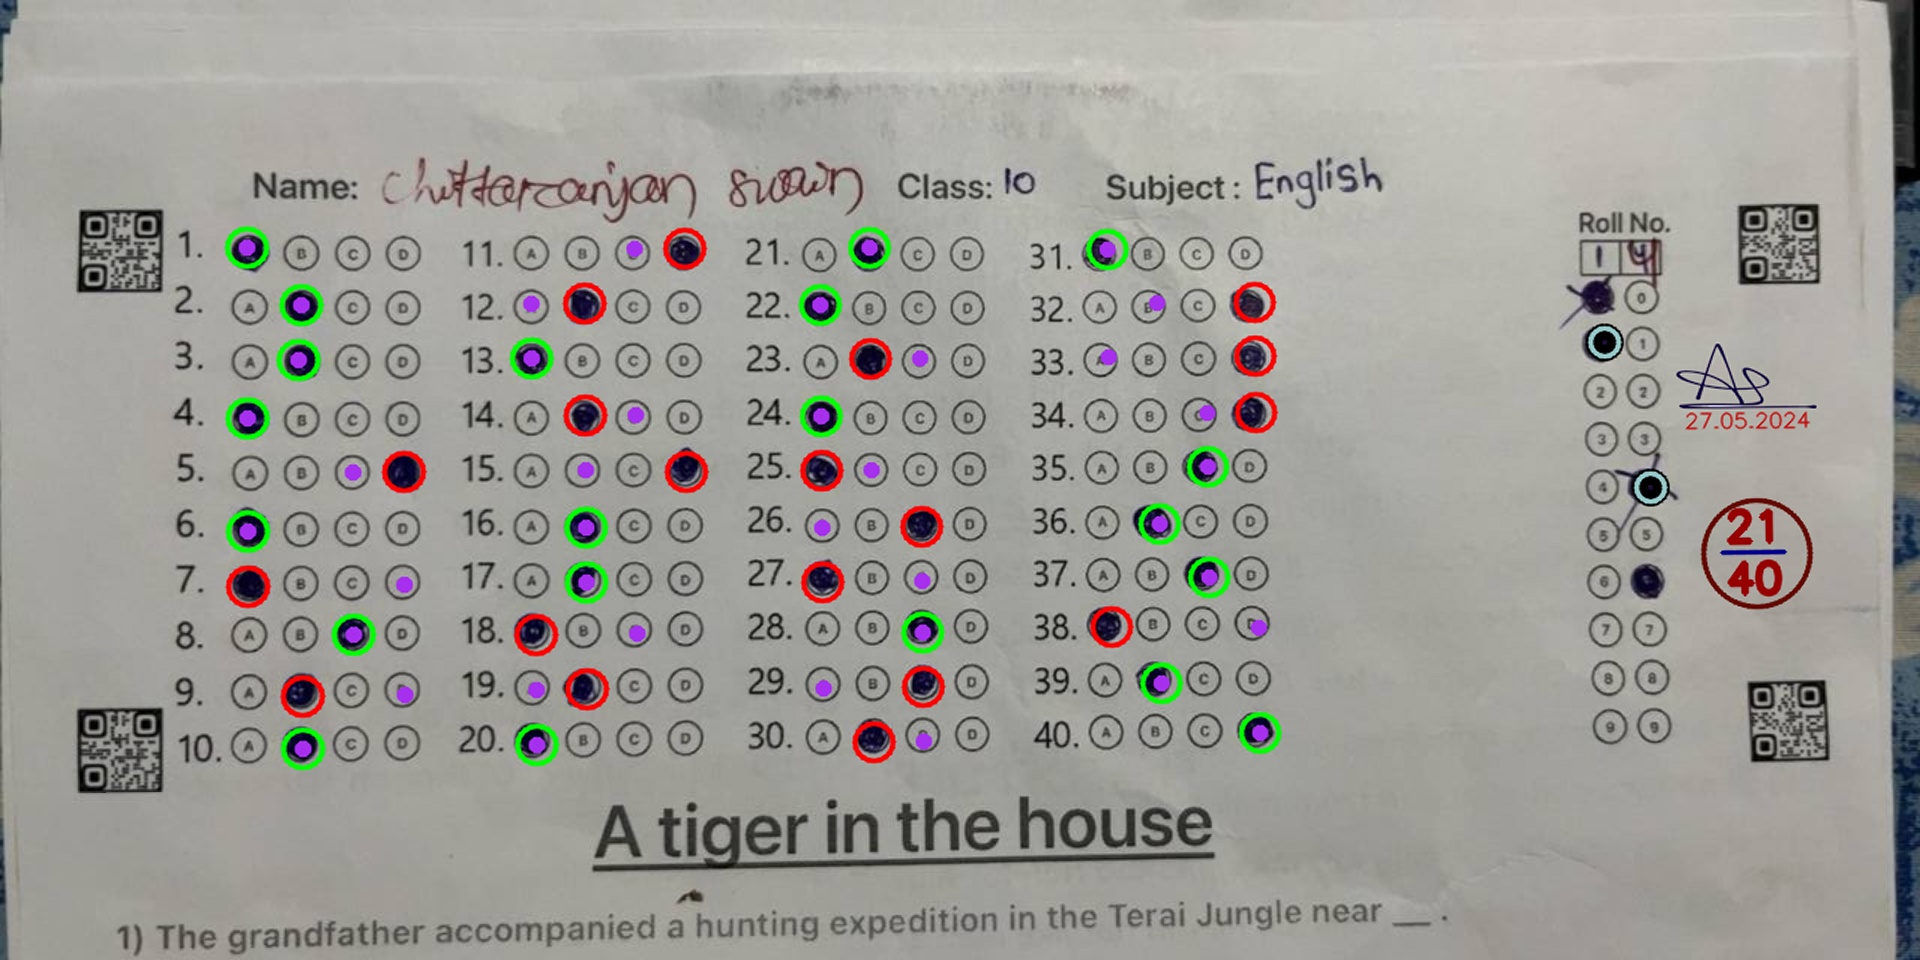 Name: Chittaranjan swain Class: 10 Subject: English
Roll No.
1 4
1. A B C D 11. A B C D 21. A B C D 31. A B C D
2. A B C D 12. A B C D 22. A B C D 32. A B C D
3. A B C D 13. A B C D 23. A B C D 33. A B C D
4. A B C D 14. A B C D 24. A B C D 34. A B C D
5. A B C D 15. A B C D 25. A B C D 35. A B C D
6. A B C D 16. A B C D 26. A B C D 36. A B C D
7. A B C D 17. A B C D 27. A B C D 37. A B C D
8. A B C D 18. A B C D 28. A B C D 38. A B C D
9. A B C D 19. A B C D 29. A B C D 39. A B C D
10. A B C D 20. A B C D 30. A B C D 40. A B C D
0
1
2 2
3 3
4
5 5
6
7 7
8 8
9 9
As
27.05.2024
21
40
A tiger in the house
1) The grandfather accompanied a hunting expedition in the Terai Jungle near __ .